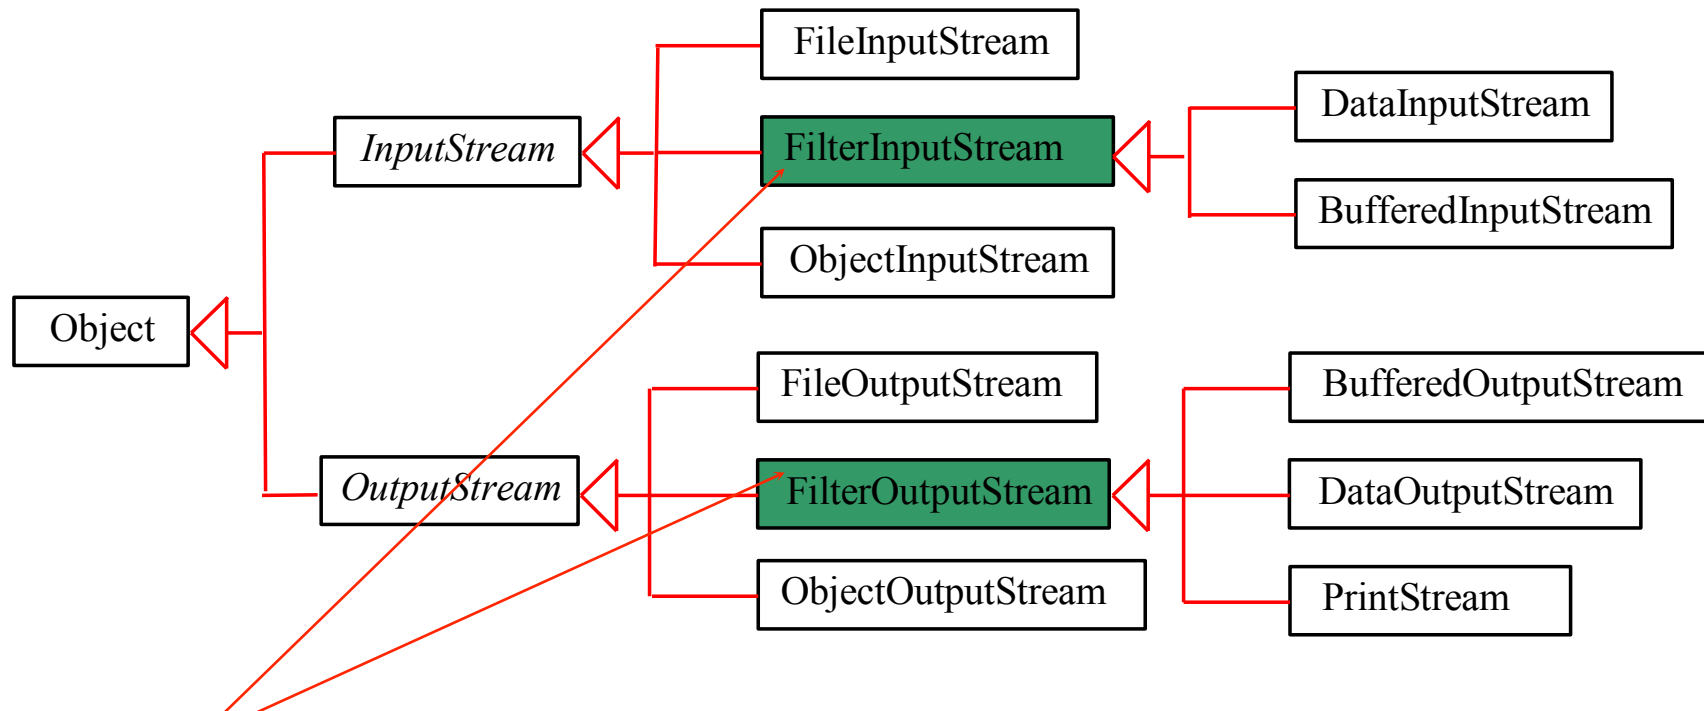 FileInputStream
DataInputStream
InputStream
FilterInputStream
BufferedInputStream
ObjectInputStream
Object
FileOutputStream
BufferedOutputStream
OutputStream
FilterOutputStream
DataOutputStream
ObjectOutputStream
PrintStream